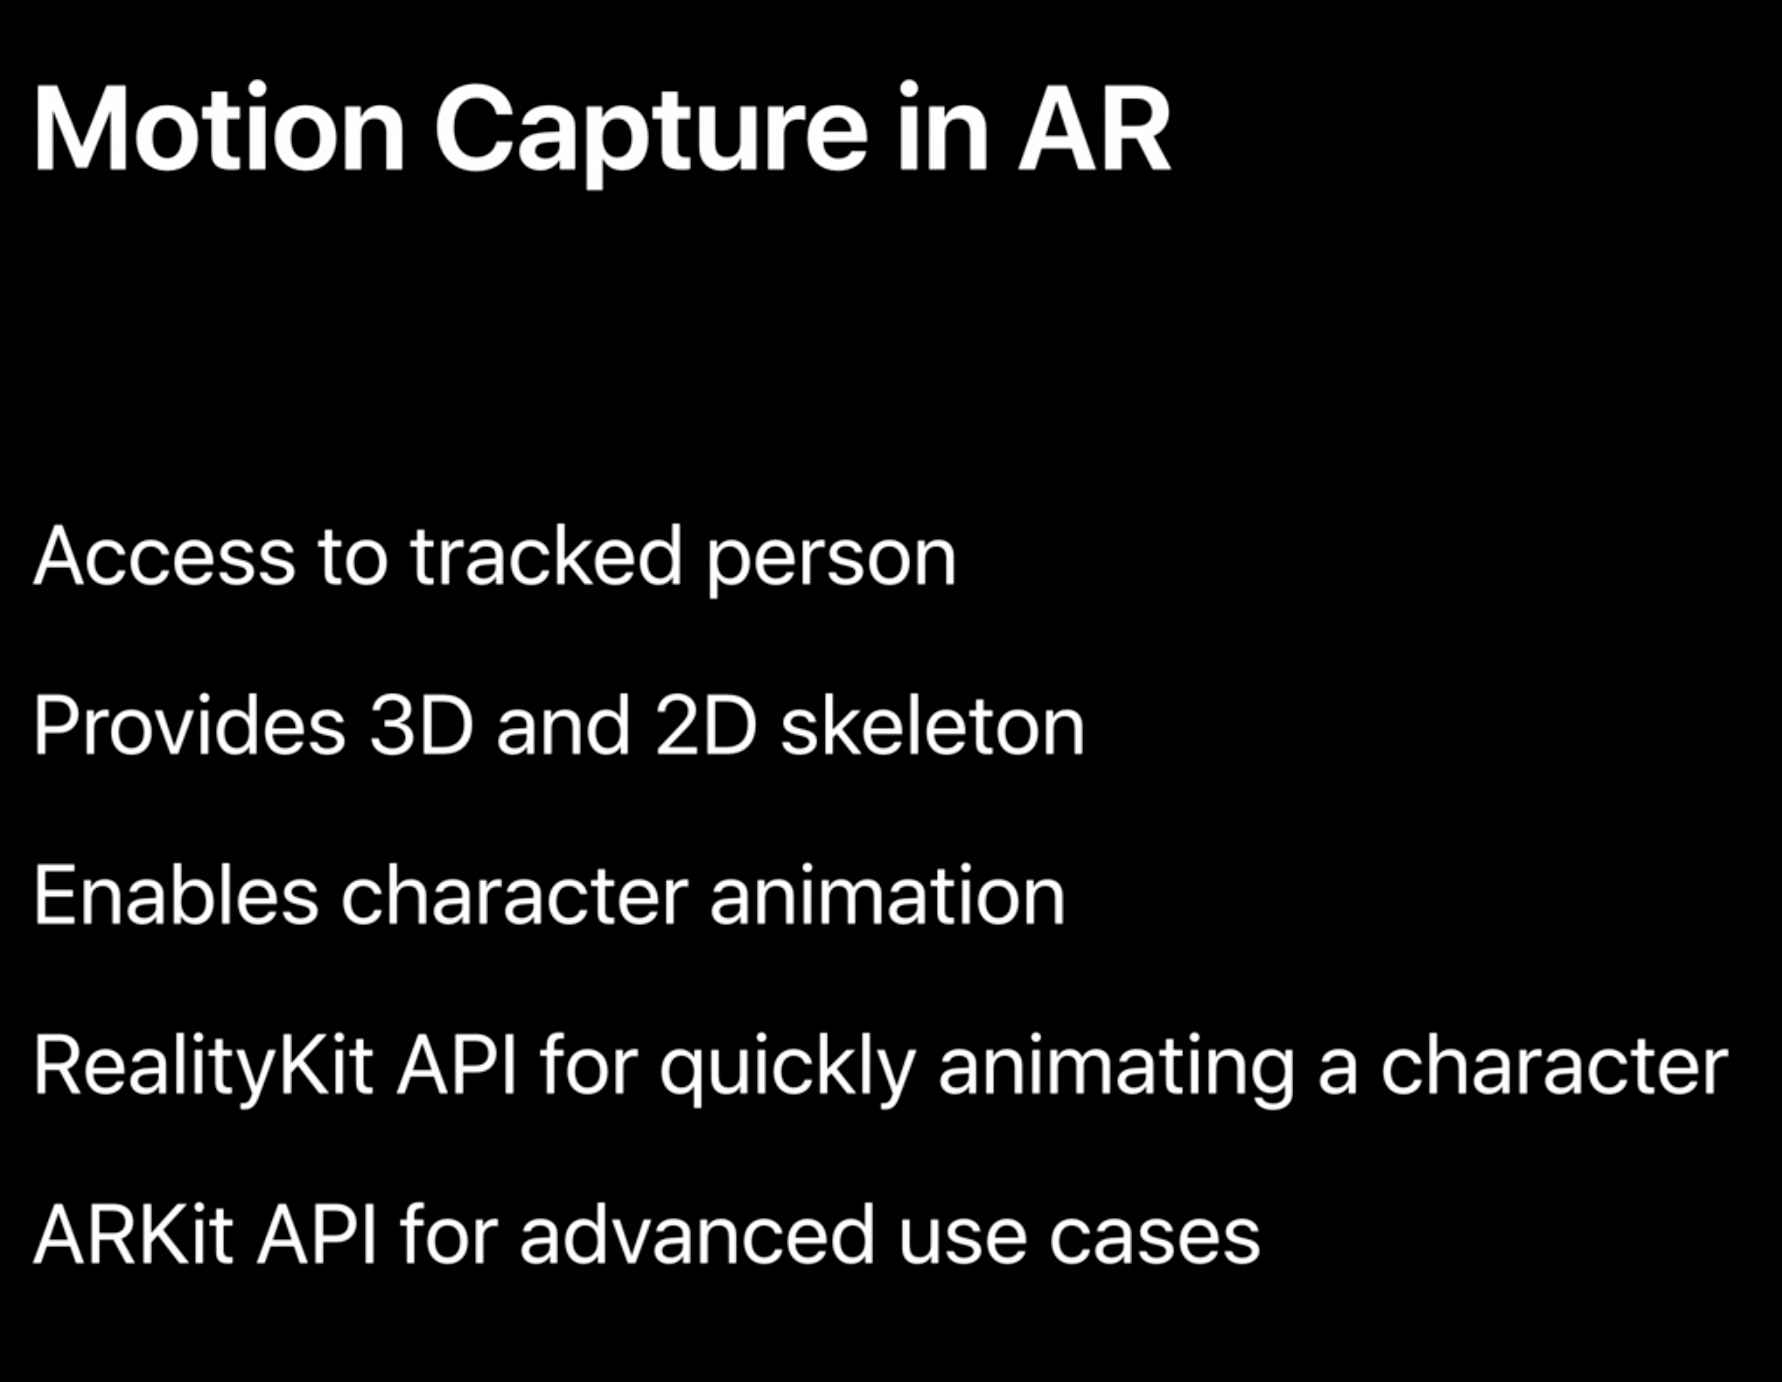 Motion Capture in AR
Access to tracked person
Provides 3D and 2D skeleton
Enables character animation
RealityKit API for quickly animating a character
ARKit API for advanced use cases